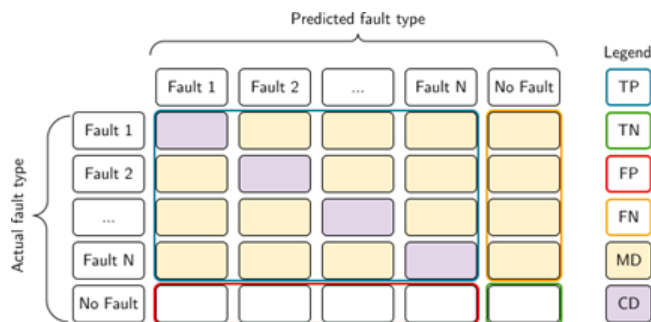 Predicted fault type
Legend
Fault 1 Fault 2 ... Fault N No Fault TP
Actual fault type
Fault 1 TN
Fault 2 FP
... FN
Fault N MD
No Fault CD